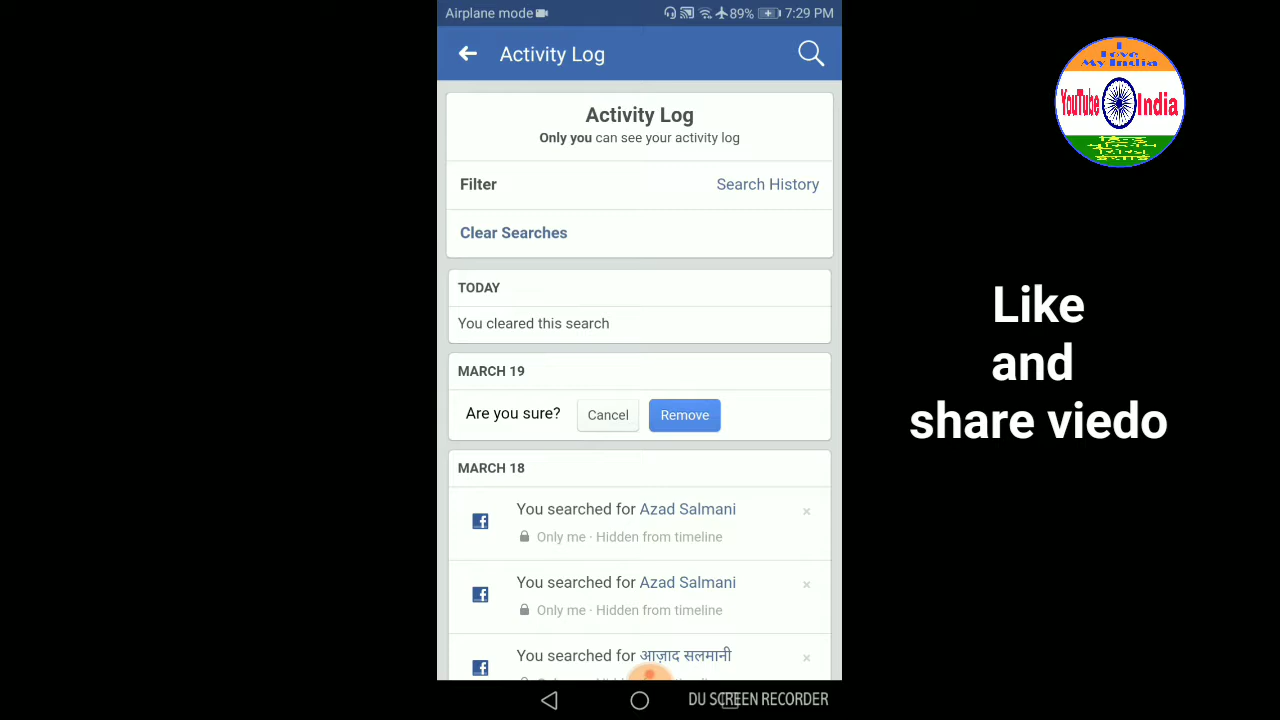 Airplane mode 89% 7:29 PM
Activity Log
Activity Log
Only you can see your activity log
Filter Search History
Clear Searches
TODAY
You cleared this search
MARCH 19
Are you sure? Cancel Remove
MARCH 18
You searched for Azad Salmani ×
Only me · Hidden from timeline
You searched for Azad Salmani ×
Only me · Hidden from timeline
You searched for आज़ाद सलमानी ×
DU SCREEN RECORDER
I
Love
My India
YouTube India
Like
and
share viedo